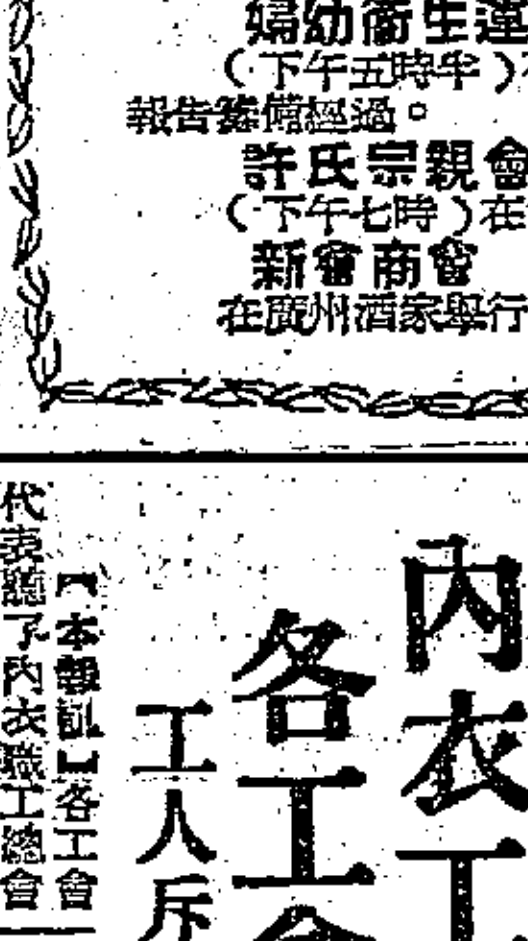 婦幼衞生運
（下午五時半）在
報告籌備經過。
許氏宗親會
（下午七時）在
新會商會
在廣州酒家舉行
內衣工
各工會
工人斥
【本報訊】各工會
代表聽了內衣職工總會